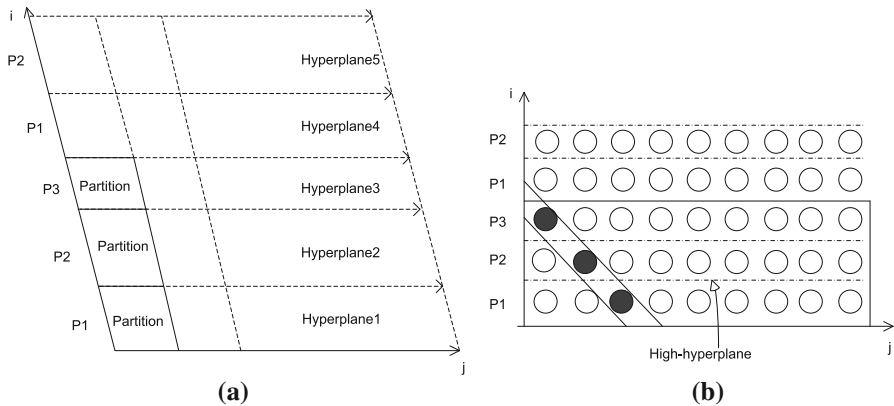 i
P2
Hyperplane5
P1
Hyperplane4
P3
Partition
Hyperplane3
P2
Partition
Hyperplane2
P1
Partition
Hyperplane1
j
(a)
i
P2
P1
P3
P2
P1
j
High-hyperplane
(b)